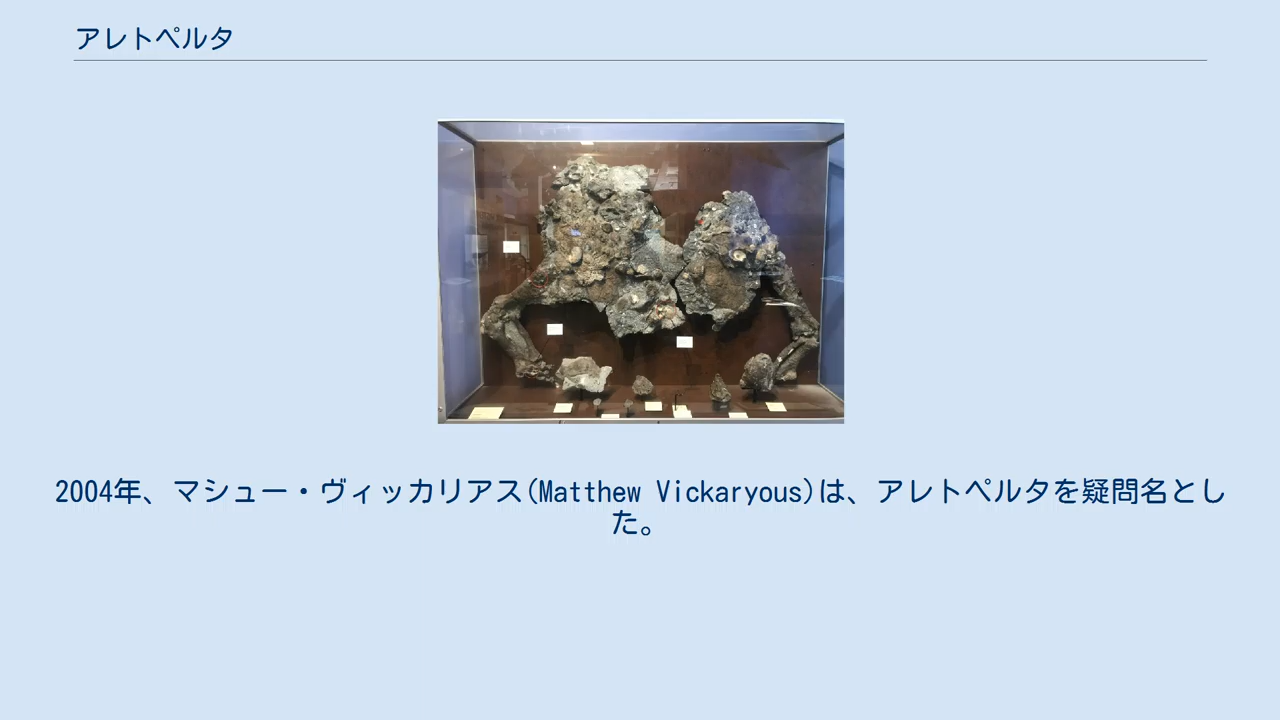 アレトペルタ
2004年、マシュー・ヴィッカリアス(Matthew Vickaryous)は、アレトペルタを疑問名とし
た。